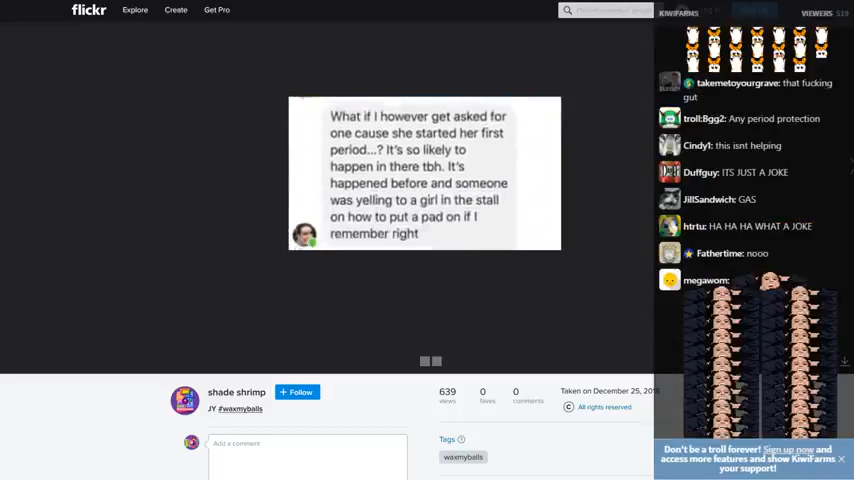 flickr
Explore
Create
Get Pro
KIWIFARMS
VIEWERS 529
What if I however get asked for
one cause she started her first
period...? It's so likely to
happen in there tbh. It's
happened before and someone
was yelling to a girl in the stall
on how to put a pad on if I
remember right
takemetoyourgrave: that fucking
gut
troll:Bgg2: Any period protection
Cindy1: this isnt helping
Duffguy: ITS JUST A JOKE
JillSandwich: GAS
htrtu: HA HA HA WHAT A JOKE
Fathertime: nooo
megaworn:
shade shrimp
+ Follow
JY #waxmyballs
Add a comment
639
views
0
faves
0
comments
Taken on December 25, 201
© All rights reserved
Tags
waxmyballs
Don't be a troll forever! Sign up now and
access more features and show KiwiFarms
your support!